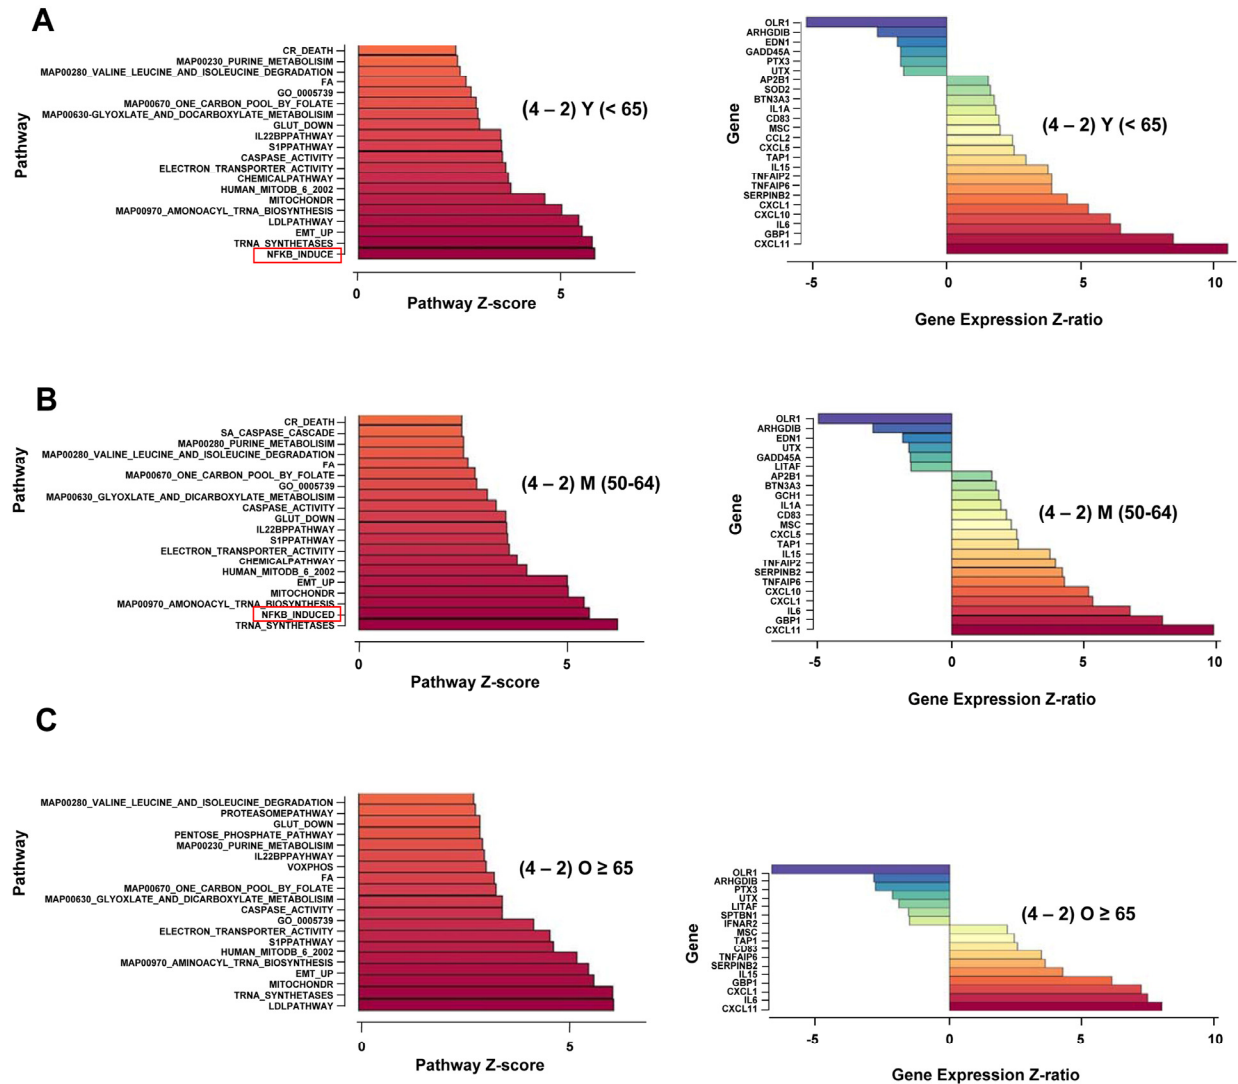 A
Pathway
CR_DEATH
MAP00230_PURINE_METABOLISIM
MAP00280_VALINE_LEUCINE_AND_ISOLEUCINE_DEGRADATION
FA
GO_0005739
MAP00670_ONE_CARBON_POOL_BY_FOLATE
MAP00630-GLYOXLATE_AND_DOCARBOXYLATE_METABOLISIM
GLUT_DOWN
IL22BPPATHWAY
S1PPATHWAY
CASPASE_ACTIVITY
ELECTRON_TRANSPORTER_ACTIVITY
CHEMICALPATHWAY
HUMAN_MITODB_6_2002
MITOCHONDR
MAP00970_AMONOACYL_TRNA_BIOSYNTHESIS
LDLPATHWAY
EMT_UP
TRNA_SYNTHETASES
NFKB_INDUCE
(4 – 2) Y (< 65)
0 5
Pathway Z-score
Gene
OLR1
ARHGDIB
EDN1
GADD45A
PTX3
UTX
AP2B1
SOD2
BTN3A3
IL1A
CD83
MSC
CCL2
CXCL5
TAP1
IL15
TNFAIP2
TNFAIP6
SERPINB2
CXCL1
CXCL10
IL6
GBP1
CXCL11
(4 – 2) Y (< 65)
-5 0 5 10
Gene Expression Z-ratio
B
Pathway
CR_DEATH
SA_CASPASE_CASCADE
MAP00280_PURINE_METABOLISIM
MAP00280_VALINE_LEUCINE_AND_ISOLEUCINE_DEGRADATION
FA
MAP00670_ONE_CARBON_POOL_BY_FOLATE
GO_0005739
MAP00630_GLYOXLATE_AND_DICARBOXYLATE_METABOLISIM
CASPASE_ACTIVITY
GLUT_DOWN
IL22BPPATHWAY
S1PPATHWAY
ELECTRON_TRANSPORTER_ACTIVITY
CHEMICALPATHWAY
HUMAN_MITODB_6_2002
EMT_UP
MITOCHONDR
MAP00970_AMONOACYL_TRNA_BIOSYNTHESIS
NFKB_INDUCED
TRNA_SYNTHETASES
(4 – 2) M (50-64)
0 5
Pathway Z-score
Gene
OLR1
ARHGDIB
EDN1
UTX
GADD45A
LITAF
AP2B1
BTN3A3
GCH1
IL1A
CD83
MSC
CXCL5
TAP1
IL15
TNFAIP2
SERPINB2
TNFAIP6
CXCL10
CXCL1
IL6
GBP1
CXCL11
(4 – 2) M (50-64)
-5 0 5 10
Gene Expression Z-ratio
C
Pathway
MAP00280_VALINE_LEUCINE_AND_ISOLEUCINE_DEGRADATION
PROTEASOMEPATHWAY
GLUT_DOWN
PENTOSE_PHOSPHATE_PATHWAY
MAP00230_PURINE_METABOLISIM
IL22BPPAYHWAY
VOXPHOS
FA
MAP00670_ONE_CARBON_POOL_BY_FOLATE
MAP00630_GLYOXLATE_AND_DICARBOXYLATE_METABOLISIM
CASPASE_ACTIVITY
GO_0005739
ELECTRON_TRANSPORTER_ACTIVITY
S1PPATHWAY
HUMAN_MITODB_6_2002
MAP00970_AMINOACYL_TRNA_BIOSYNTHESIS
EMT_UP
MITOCHONDR
TRNA_SYNTHETASES
LDLPATHWAY
(4 – 2) O ≥ 65
0 5
Pathway Z-score
Gene
OLR1
ARHGDIB
PTX3
UTX
LITAF
SPTBN1
IFNAR2
MSC
TAP1
CD83
TNFAIP6
SERPINB2
IL15
GBP1
CXCL1
IL6
CXCL11
(4 – 2) O ≥ 65
-5 0 5 10
Gene Expression Z-ratio